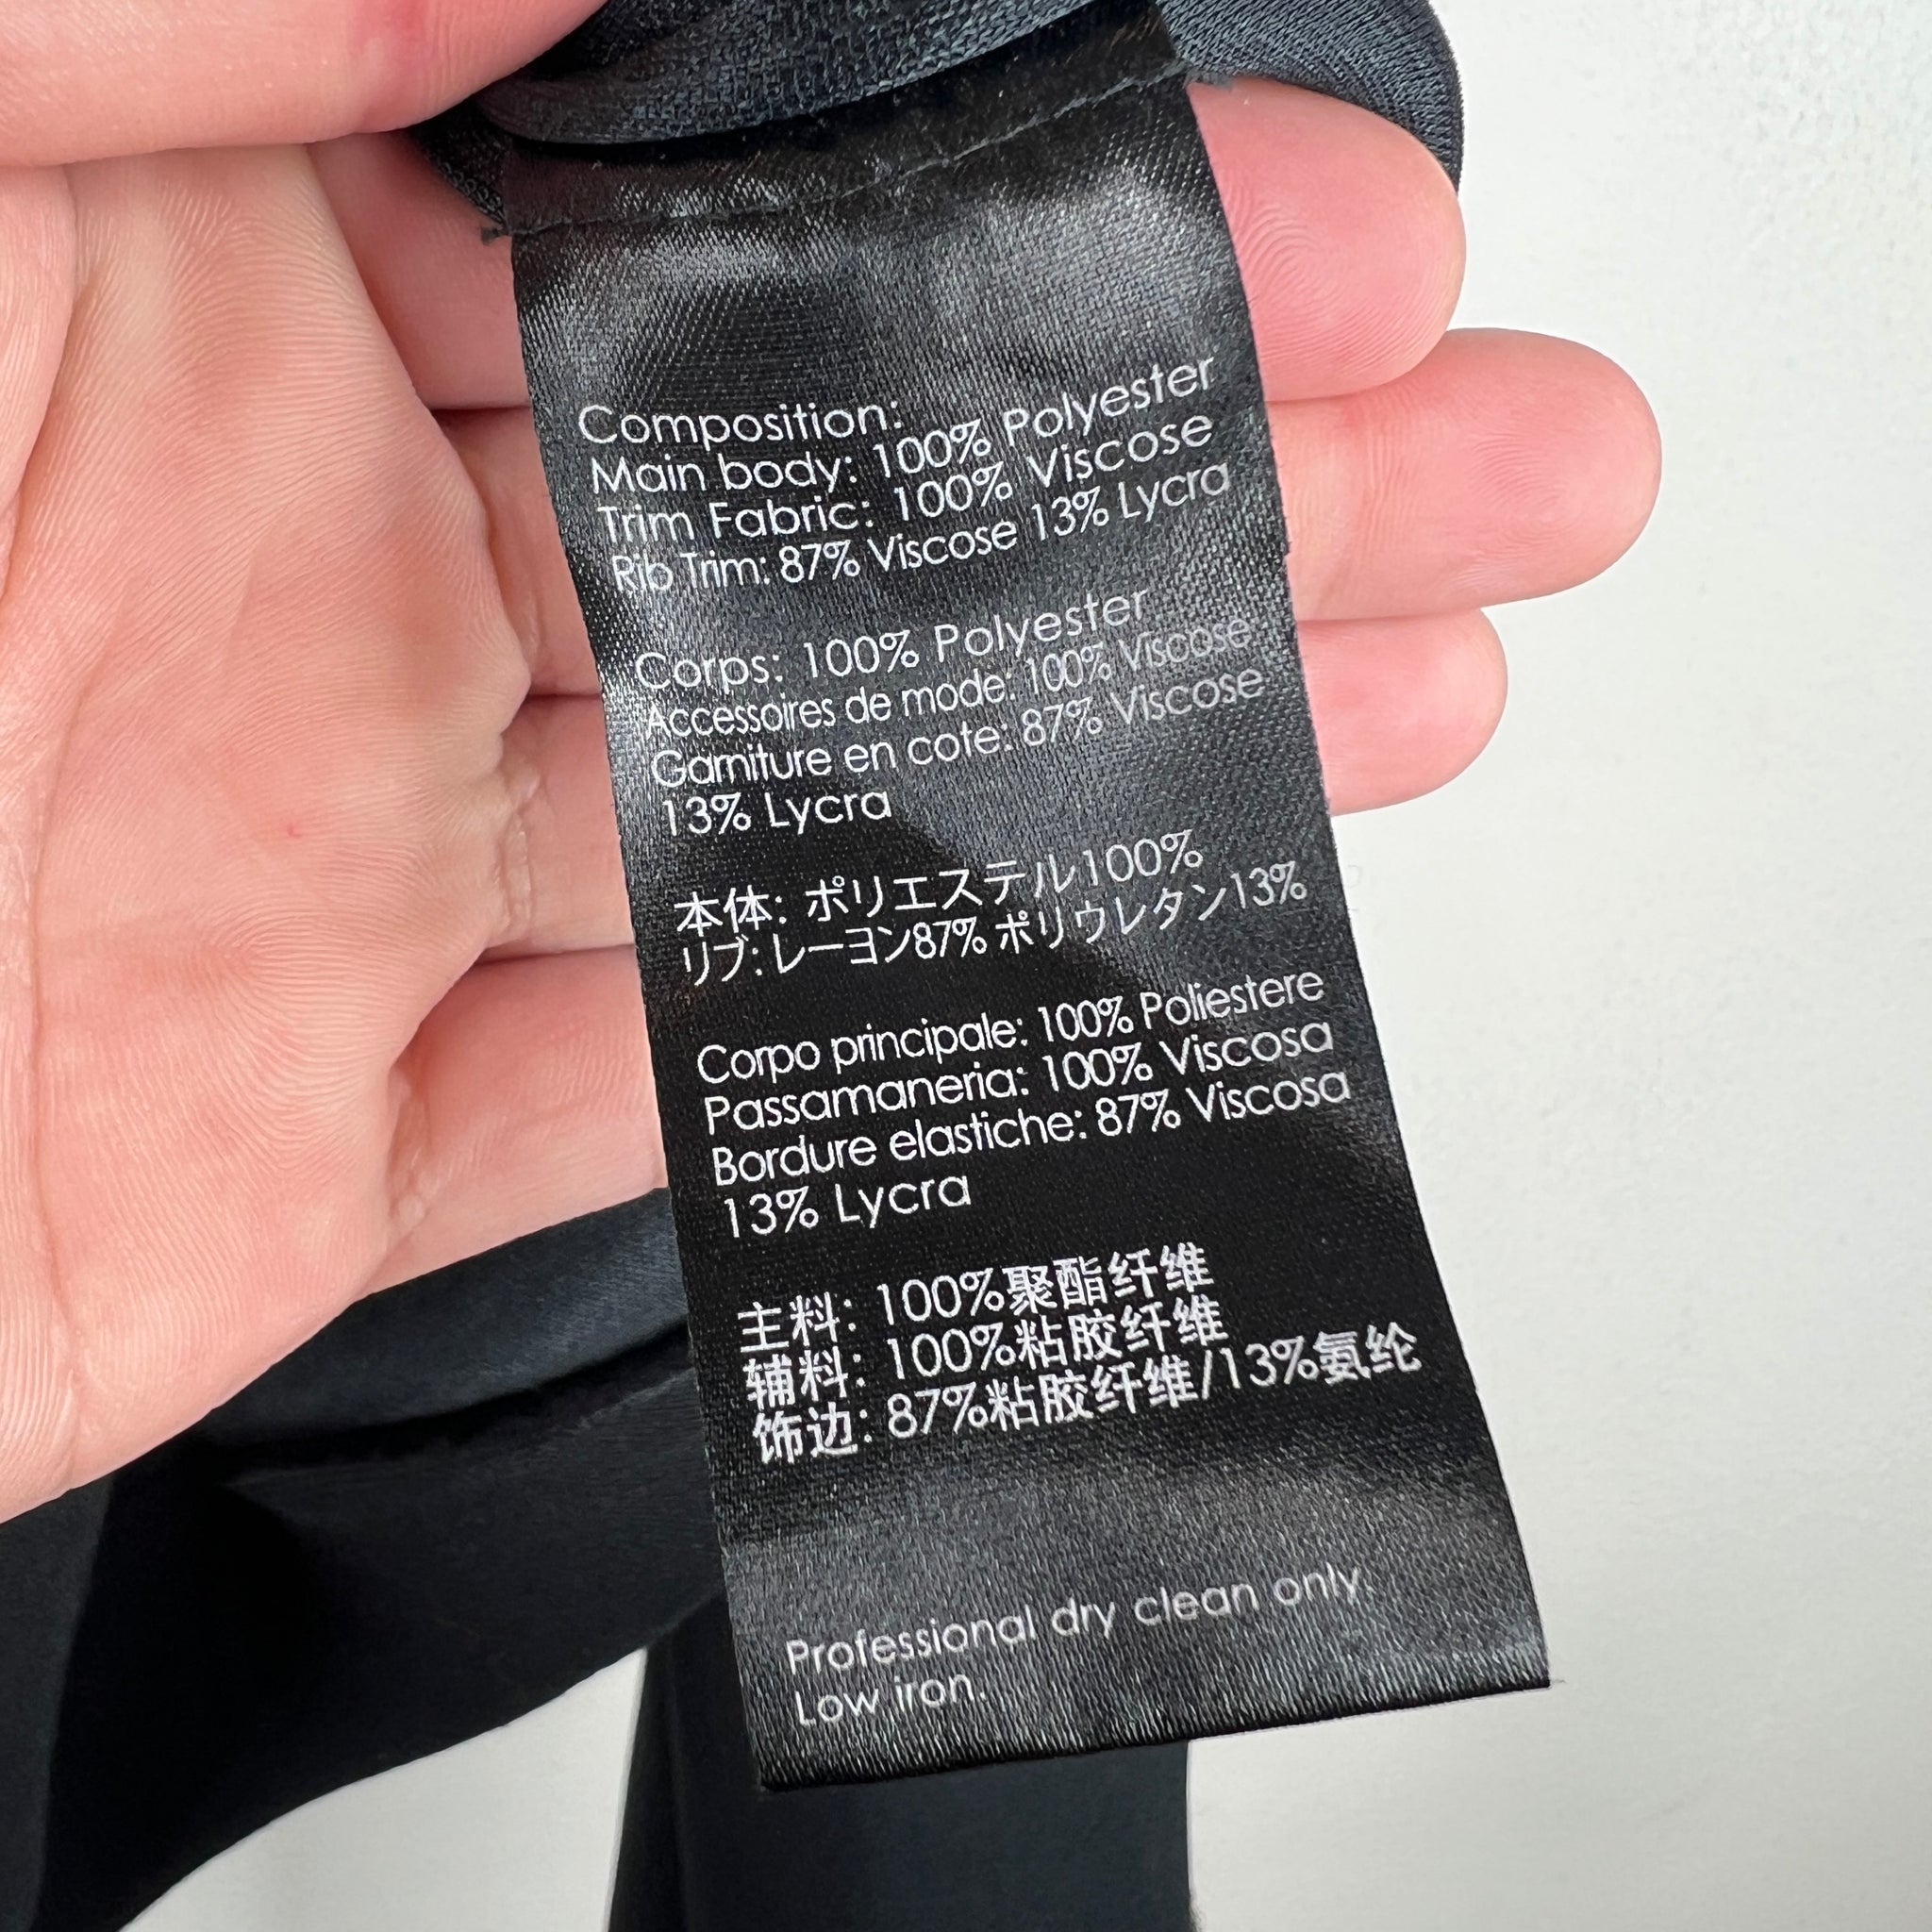 Composition:
Main body: 100% Polyester
Trim Fabric: 100% Viscose
Rib Trim: 87% Viscose 13% Lycra
Corps: 100% Polyester
Accessoires de mode: 100% Viscose
Garniture en cote: 87% Viscose
13% Lycra
本体: ポリエステル100%
リブ: レーヨン87% ポリウレタン13%
Corpo principale: 100% Poliestere
Passamaneria: 100% Viscosa
Bordure elastiche: 87% Viscosa
13% Lycra
主料: 100%聚酯纤维
辅料: 100%粘胶纤维
饰边: 87%粘胶纤维/13%氨纶
Professional dry clean only.
Low iron.